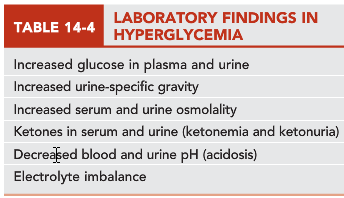 TABLE 14-4
LABORATORY FINDINGS IN
HYPERGLYCEMIA
Increased glucose in plasma and urine
Increased urine-specific gravity
Increased serum and urine osmolality
Ketones in serum and urine (ketonemia and ketonuria)
Decreased blood and urine pH (acidosis)
Electrolyte imbalance